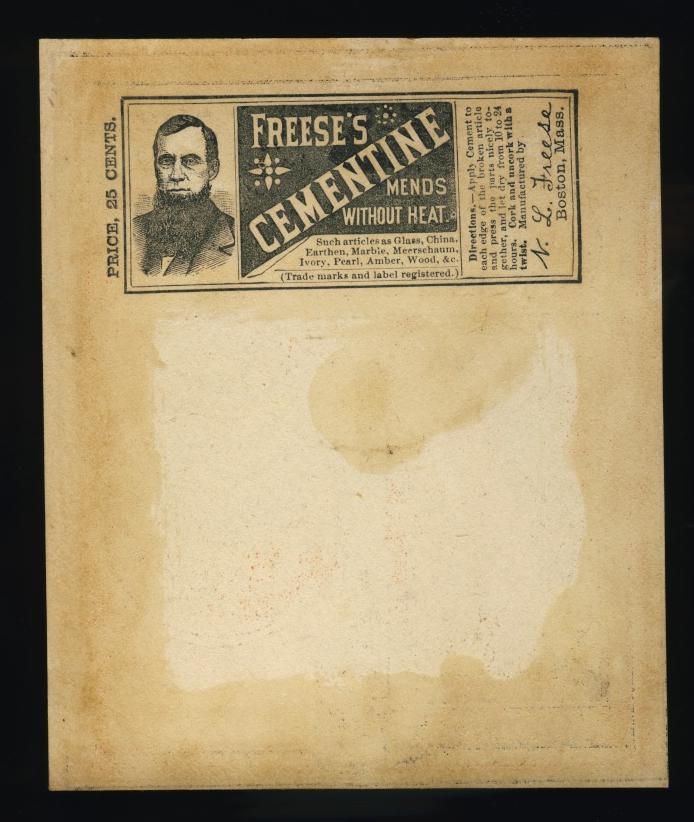 PRICE, 25 CENTS.
FREESE'S
CEMENTINE
MENDS
WITHOUT HEAT.
Such articles as Glass, China,
Earthen, Marble, Meerschaum,
Ivory, Pearl, Amber, Wood, &c.
(Trade marks and label registered.)
Directions.—Apply Cement to
each edge of the broken article
and press the parts nicely to-
gether, and let dry from 10 to 24
hours. Cork and uncork with a
twist. Manufactured by
N. L. Freese
Boston, Mass.